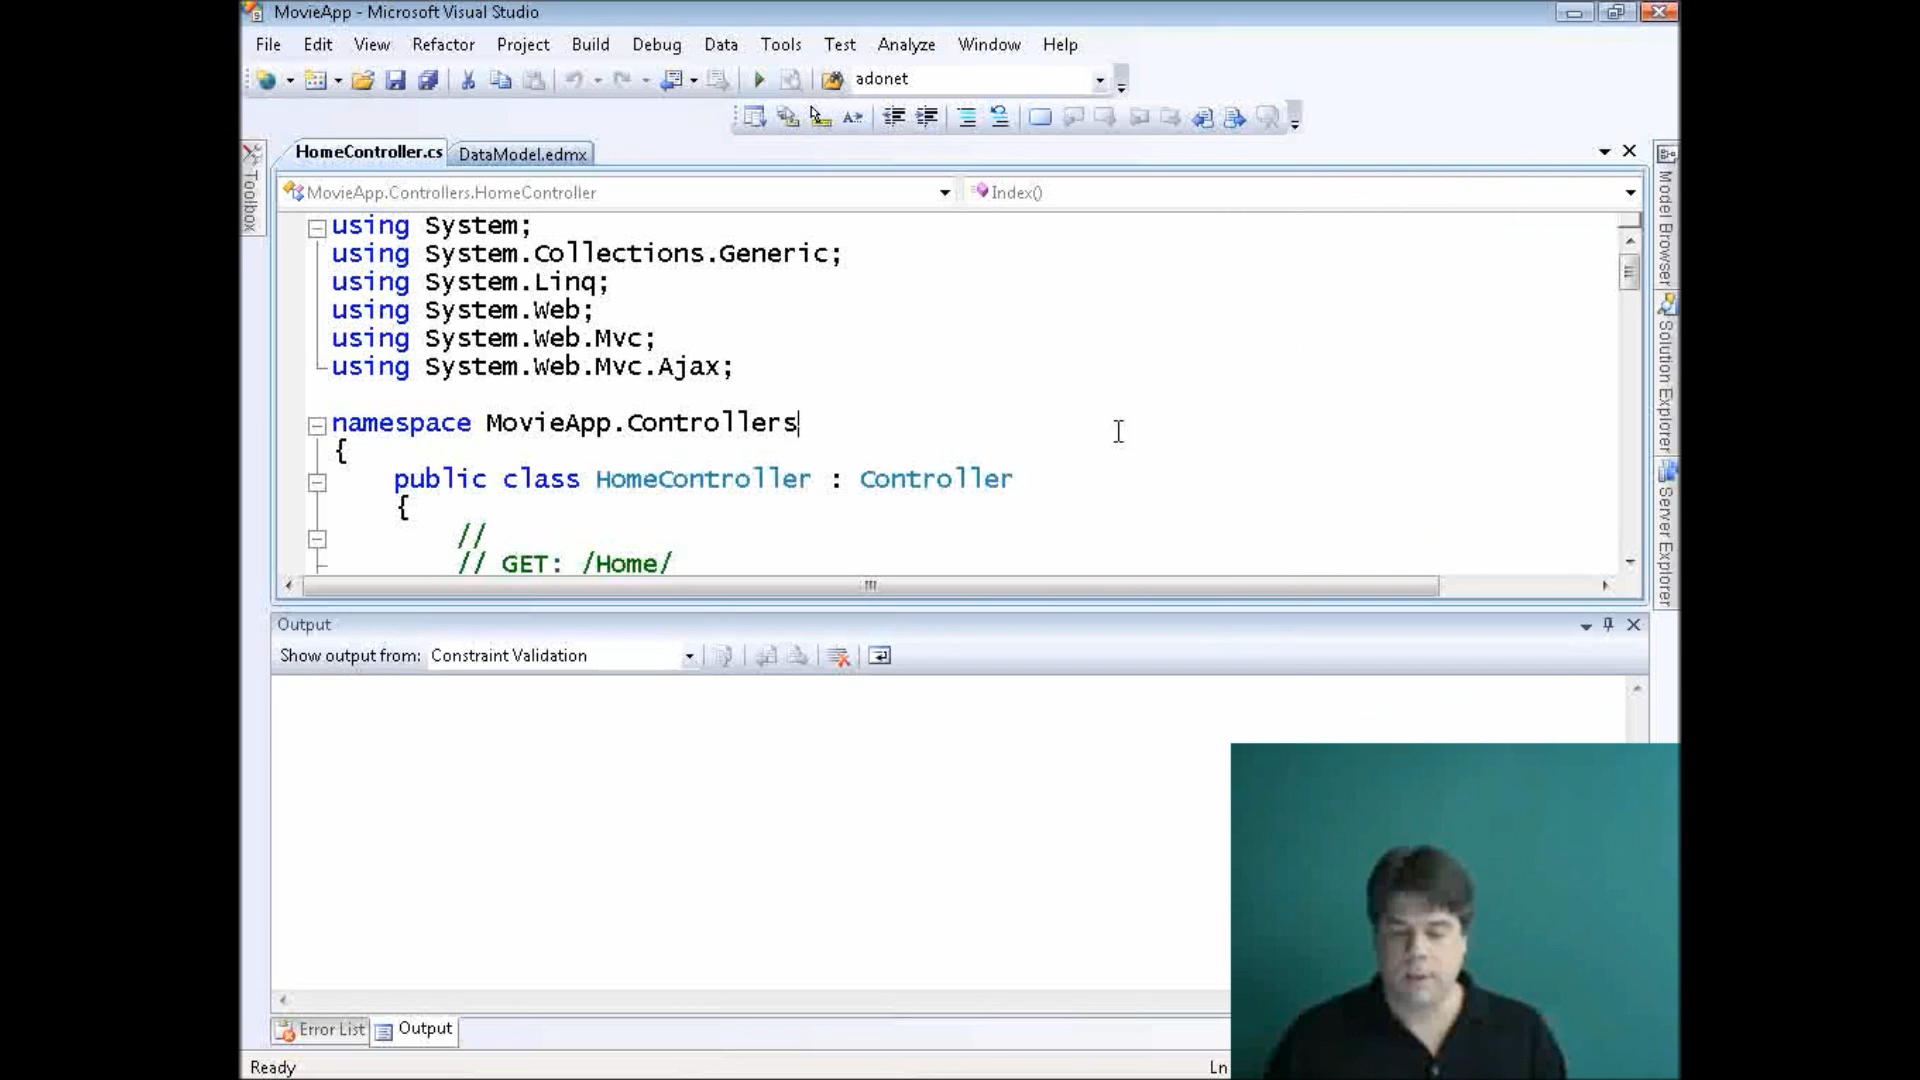 MovieApp - Microsoft Visual Studio
File Edit View Refactor Project Build Debug Data Tools Test Analyze Window Help
adonet
HomeController.cs DataModel.edmx
MovieApp.Controllers.HomeController Index()
Toolbox
using System;
using System.Collections.Generic;
using System.Linq;
using System.Web;
using System.Web.Mvc;
using System.Web.Mvc.Ajax;
namespace MovieApp.Controllers
{
public class HomeController : Controller
{
//
// GET: /Home/
Model Browser
Solution Explorer
Server Explorer
Output
Show output from: Constraint Validation
Error List Output
Ready Ln